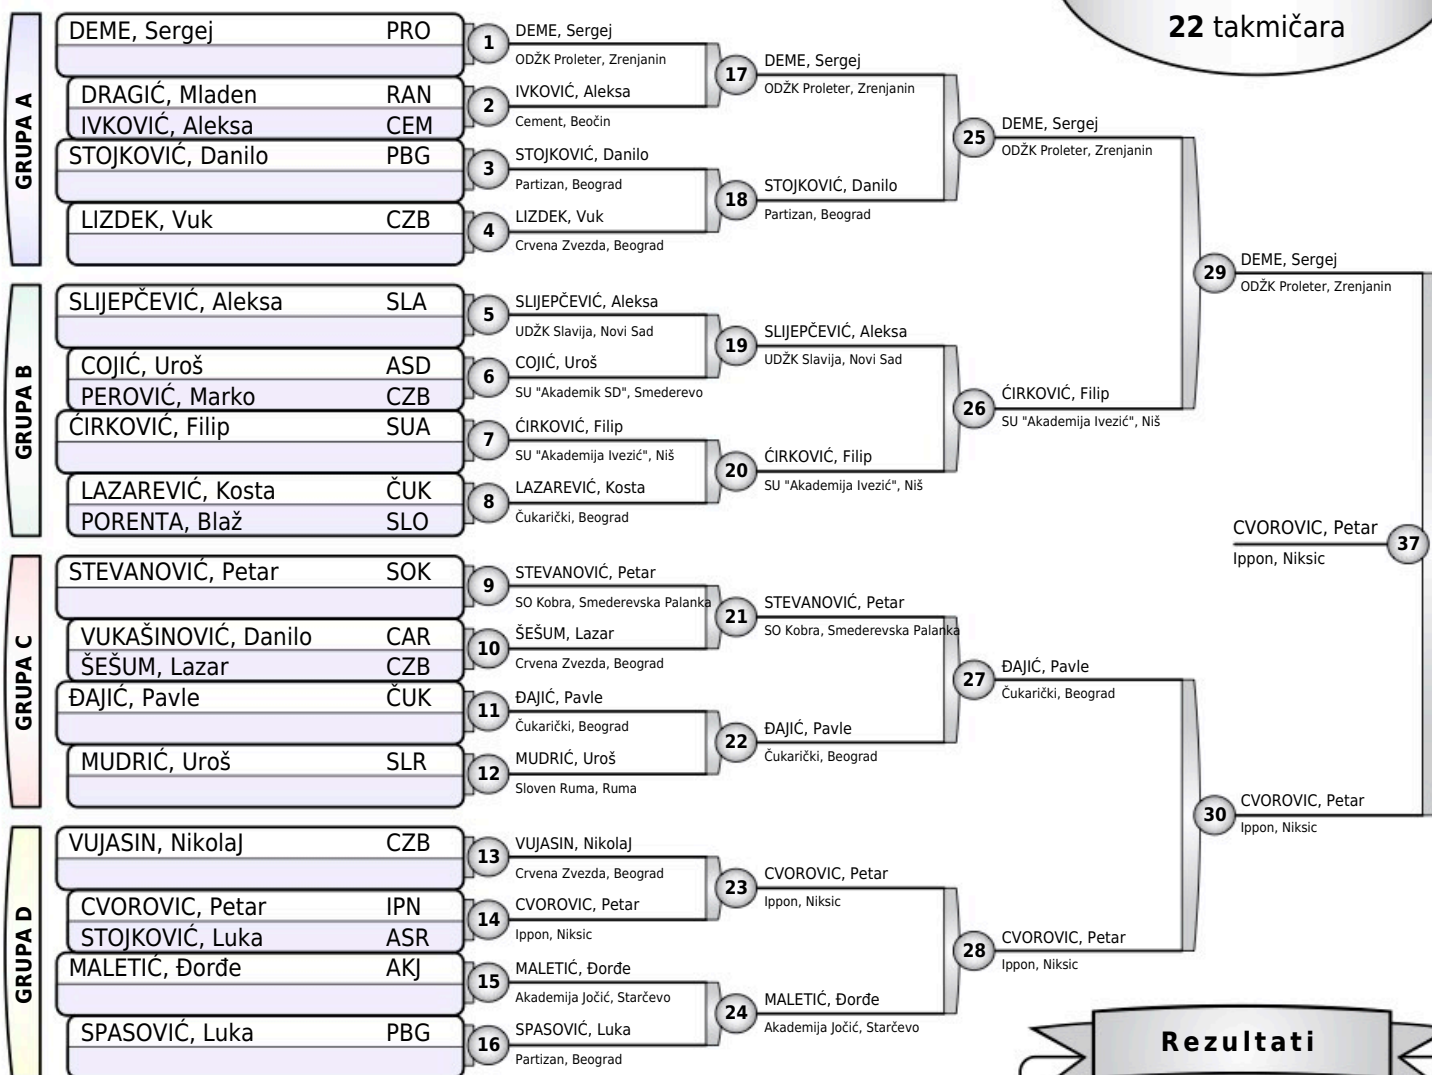 22 takmičara
GRUPA A
DEME, Sergej PRO
DRAGIĆ, Mladen RAN
IVKOVIĆ, Aleksa CEM
STOJKOVIĆ, Danilo PBG
LIZDEK, Vuk CZB
1
DEME, Sergej
ODŽK Proleter, Zrenjanin
2
IVKOVIĆ, Aleksa
Cement, Beočin
3
STOJKOVIĆ, Danilo
Partizan, Beograd
4
LIZDEK, Vuk
Crvena Zvezda, Beograd
17
DEME, Sergej
ODŽK Proleter, Zrenjanin
18
STOJKOVIĆ, Danilo
Partizan, Beograd
25
DEME, Sergej
ODŽK Proleter, Zrenjanin
GRUPA B
SLIJEPČEVIĆ, Aleksa SLA
COJIĆ, Uroš ASD
PEROVIĆ, Marko CZB
ĆIRKOVIĆ, Filip SUA
LAZAREVIĆ, Kosta ČUK
PORENTA, Blaž SLO
5
SLIJEPČEVIĆ, Aleksa
UDŽK Slavija, Novi Sad
6
COJIĆ, Uroš
SU "Akademik SD", Smederevo
7
ĆIRKOVIĆ, Filip
SU "Akademija Ivezić", Niš
8
LAZAREVIĆ, Kosta
Čukarički, Beograd
19
SLIJEPČEVIĆ, Aleksa
UDŽK Slavija, Novi Sad
20
ĆIRKOVIĆ, Filip
SU "Akademija Ivezić", Niš
26
ĆIRKOVIĆ, Filip
SU "Akademija Ivezić", Niš
29
DEME, Sergej
ODŽK Proleter, Zrenjanin
GRUPA C
STEVANOVIĆ, Petar SOK
VUKAŠINOVIĆ, Danilo CAR
ŠEŠUM, Lazar CZB
ĐAJIĆ, Pavle ČUK
MUDRIĆ, Uroš SLR
9
STEVANOVIĆ, Petar
SO Kobra, Smederevska Palanka
10
ŠEŠUM, Lazar
Crvena Zvezda, Beograd
11
ĐAJIĆ, Pavle
Čukarički, Beograd
12
MUDRIĆ, Uroš
Sloven Ruma, Ruma
21
STEVANOVIĆ, Petar
SO Kobra, Smederevska Palanka
22
ĐAJIĆ, Pavle
Čukarički, Beograd
27
ĐAJIĆ, Pavle
Čukarički, Beograd
GRUPA D
VUJASIN, NikolaJ CZB
CVOROVIC, Petar IPN
STOJKOVIĆ, Luka ASR
MALETIĆ, Đorđe AKJ
SPASOVIĆ, Luka PBG
13
VUJASIN, NikolaJ
Crvena Zvezda, Beograd
14
CVOROVIC, Petar
Ippon, Niksic
15
MALETIĆ, Đorđe
Akademija Jočić, Starčevo
16
SPASOVIĆ, Luka
Partizan, Beograd
23
CVOROVIC, Petar
Ippon, Niksic
24
MALETIĆ, Đorđe
Akademija Jočić, Starčevo
28
CVOROVIC, Petar
Ippon, Niksic
30
CVOROVIC, Petar
Ippon, Niksic
CVOROVIC, Petar
Ippon, Niksic
37
Rezultati